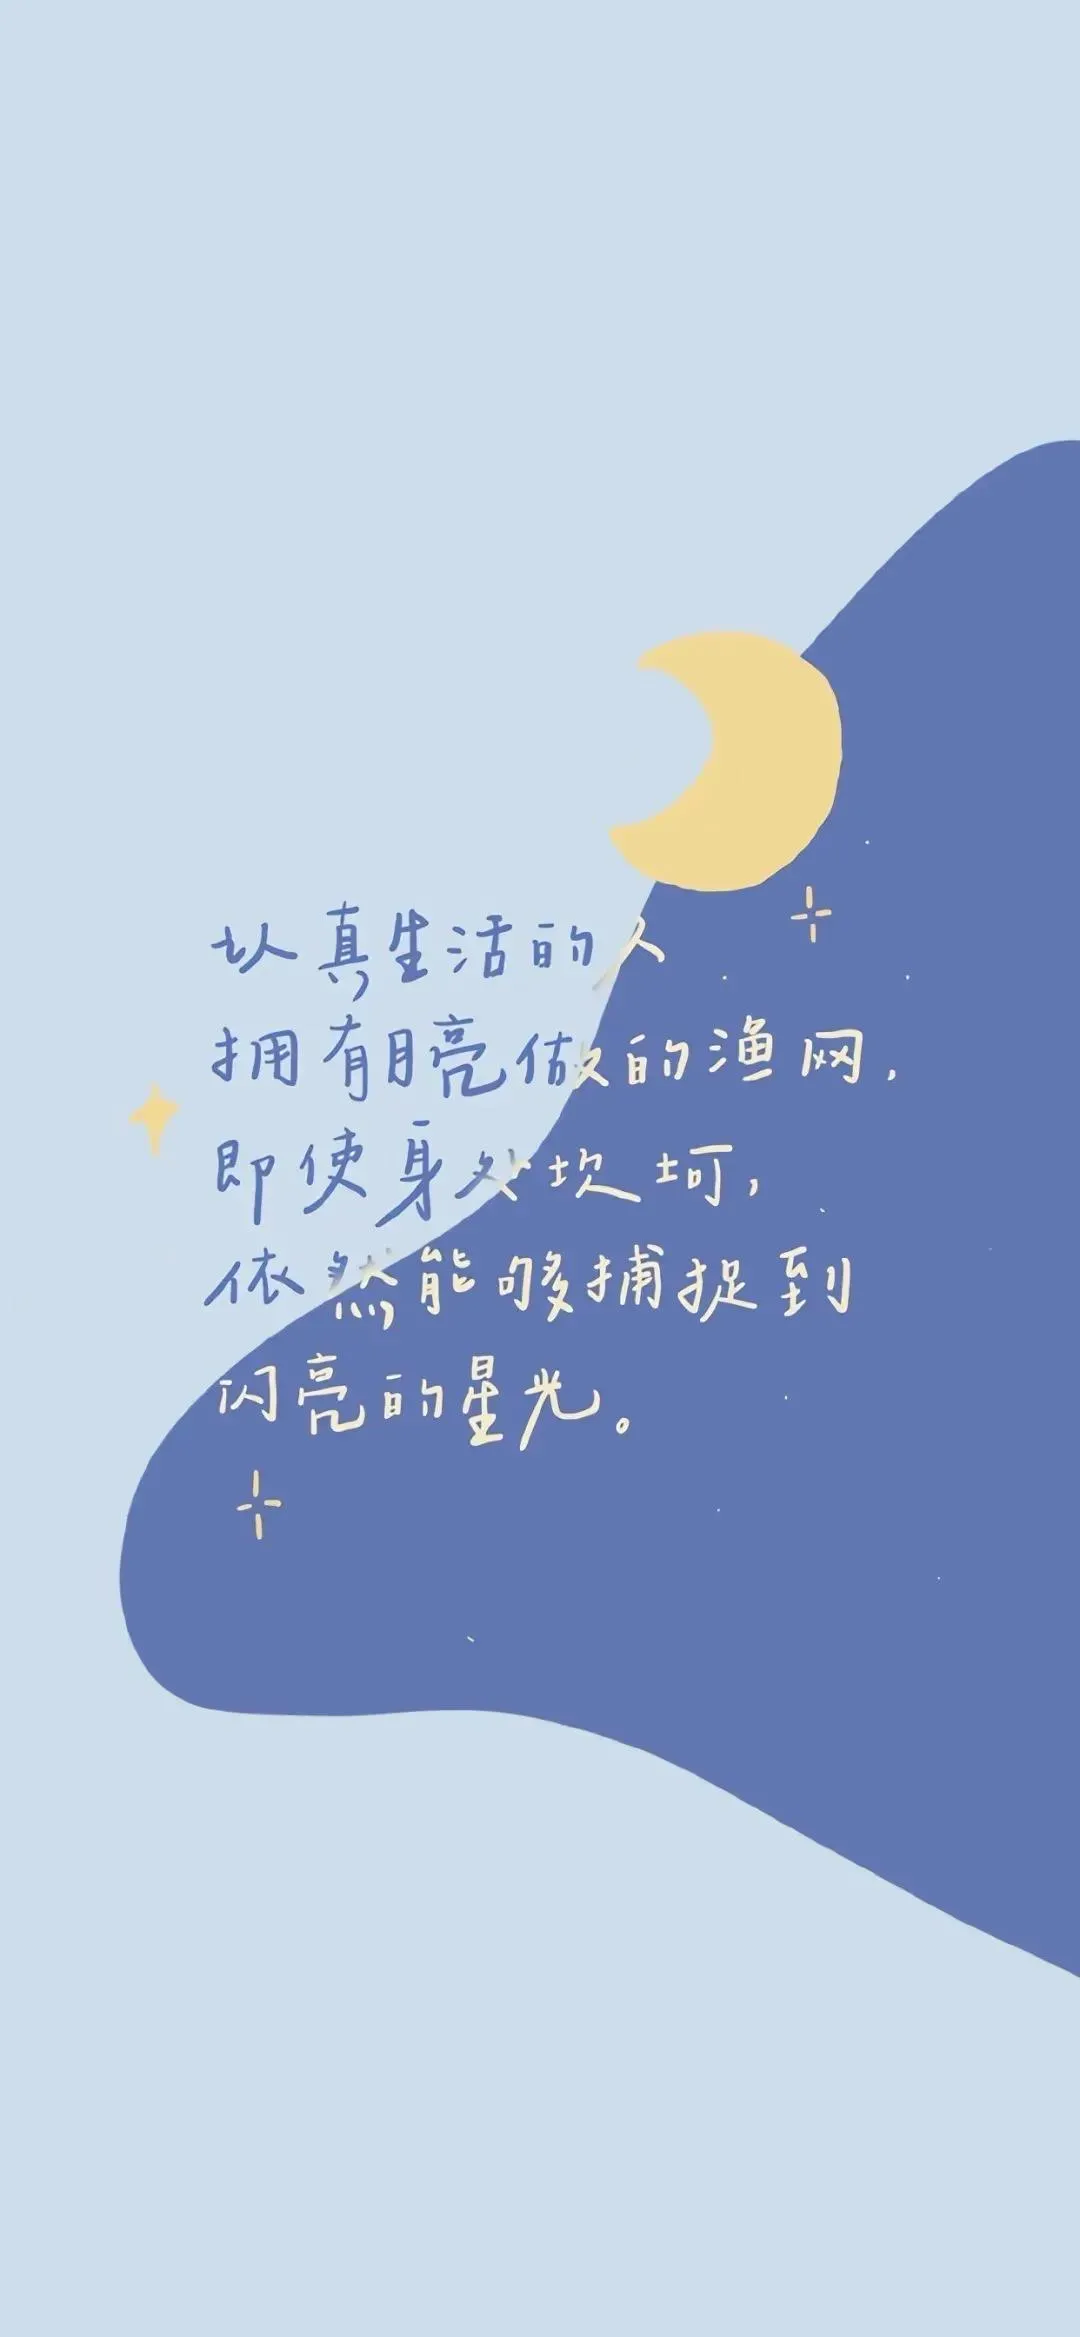 认真生活的人
拥有月亮做的渔网，
即使身处坎坷，
依然能够捕捉到
闪亮的星光。